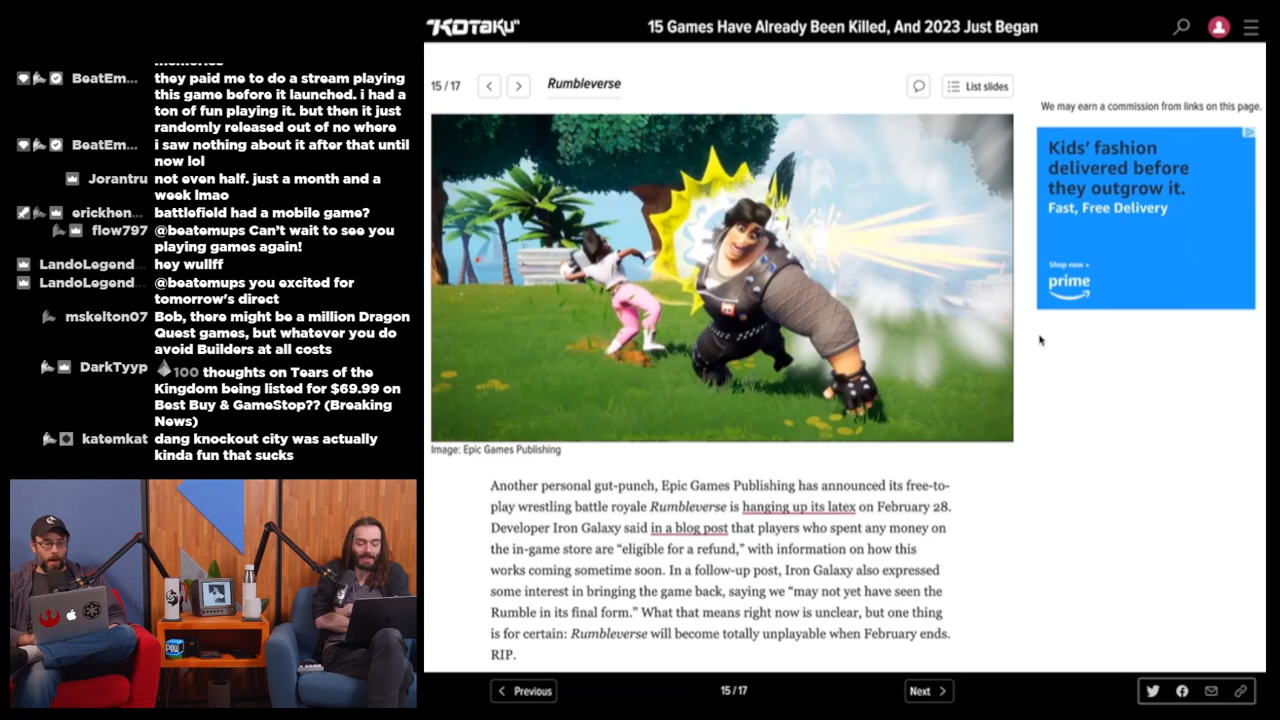 "KOTAKU"
15 Games Have Already Been Killed, And 2023 Just Began
15 / 17
Rumbleverse
List slides
We may earn a commission from links on this page.
Kids' fashion
delivered before
they outgrow it.
Fast, Free Delivery
Shop now
prime
Image: Epic Games Publishing
Another personal gut-punch, Epic Games Publishing has announced its free-to-
play wrestling battle royale Rumbleverse is hanging up its latex on February 28.
Developer Iron Galaxy said in a blog post that players who spent any money on
the in-game store are “eligible for a refund,” with information on how this
works coming sometime soon. In a follow-up post, Iron Galaxy also expressed
some interest in bringing the game back, saying we “may not yet have seen the
Rumble in its final form.” What that means right now is unclear, but one thing
is for certain: Rumbleverse will become totally unplayable when February ends.
RIP.
Previous
15 / 17
Next
BeatEm... they paid me to do a stream playing
this game before it launched. i had a
ton of fun playing it. but then it just
randomly released out of no where
BeatEm... i saw nothing about it after that until
now lol
Jorantru not even half. just a month and a
week lmao
erickhen... battlefield had a mobile game?
flow797 @beatemups Can't wait to see you
playing games again!
LandoLegend... hey wullff
LandoLegend... @beatemups you excited for
tomorrow's direct
mskelton07 Bob, there might be a million Dragon
Quest games, but whatever you do
avoid Builders at all costs
DarkTyyp 100 thoughts on Tears of the
Kingdom being listed for $69.99 on
Best Buy & GameStop?? (Breaking
News)
katemkat dang knockout city was actually
kinda fun that sucks
POW